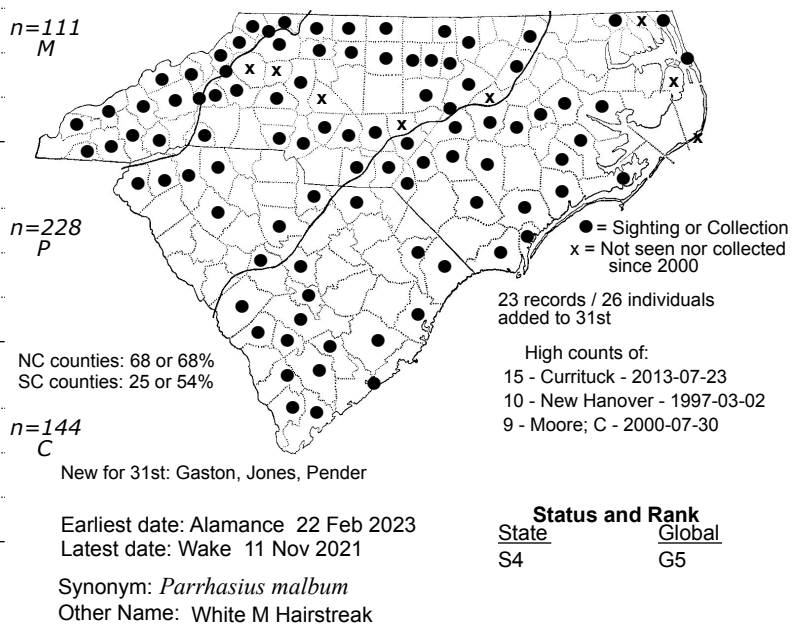 n=111
M
n=228
P
● = Sighting or Collection
x = Not seen nor collected
since 2000
23 records / 26 individuals
added to 31st
High counts of:
15 - Currituck - 2013-07-23
10 - New Hanover - 1997-03-02
9 - Moore; C - 2000-07-30
NC counties: 68 or 68%
SC counties: 25 or 54%
n=144
C
New for 31st: Gaston, Jones, Pender
Earliest date: Alamance 22 Feb 2023
Latest date: Wake 11 Nov 2021
Status and Rank
State Global
S4 G5
Synonym: Parrhasius malbum
Other Name: White M Hairstreak